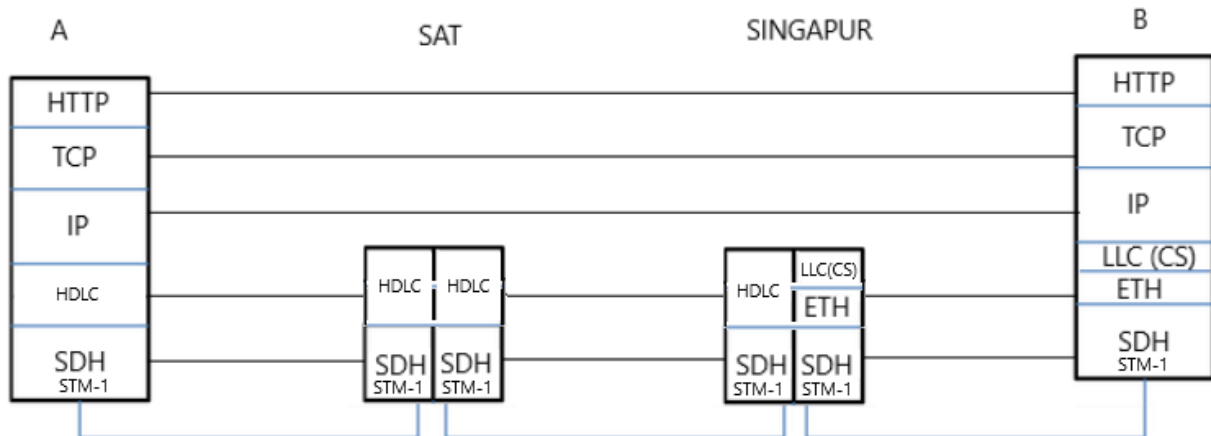 A
SAT
SINGAPUR
B
HTTP
TCP
IP
HDLC
SDH
STM-1
HDLC
HDLC
SDH
STM-1
SDH
STM-1
HDLC
LLC(CS)
ETH
SDH
STM-1
SDH
STM-1
HTTP
TCP
IP
LLC (CS)
ETH
SDH
STM-1